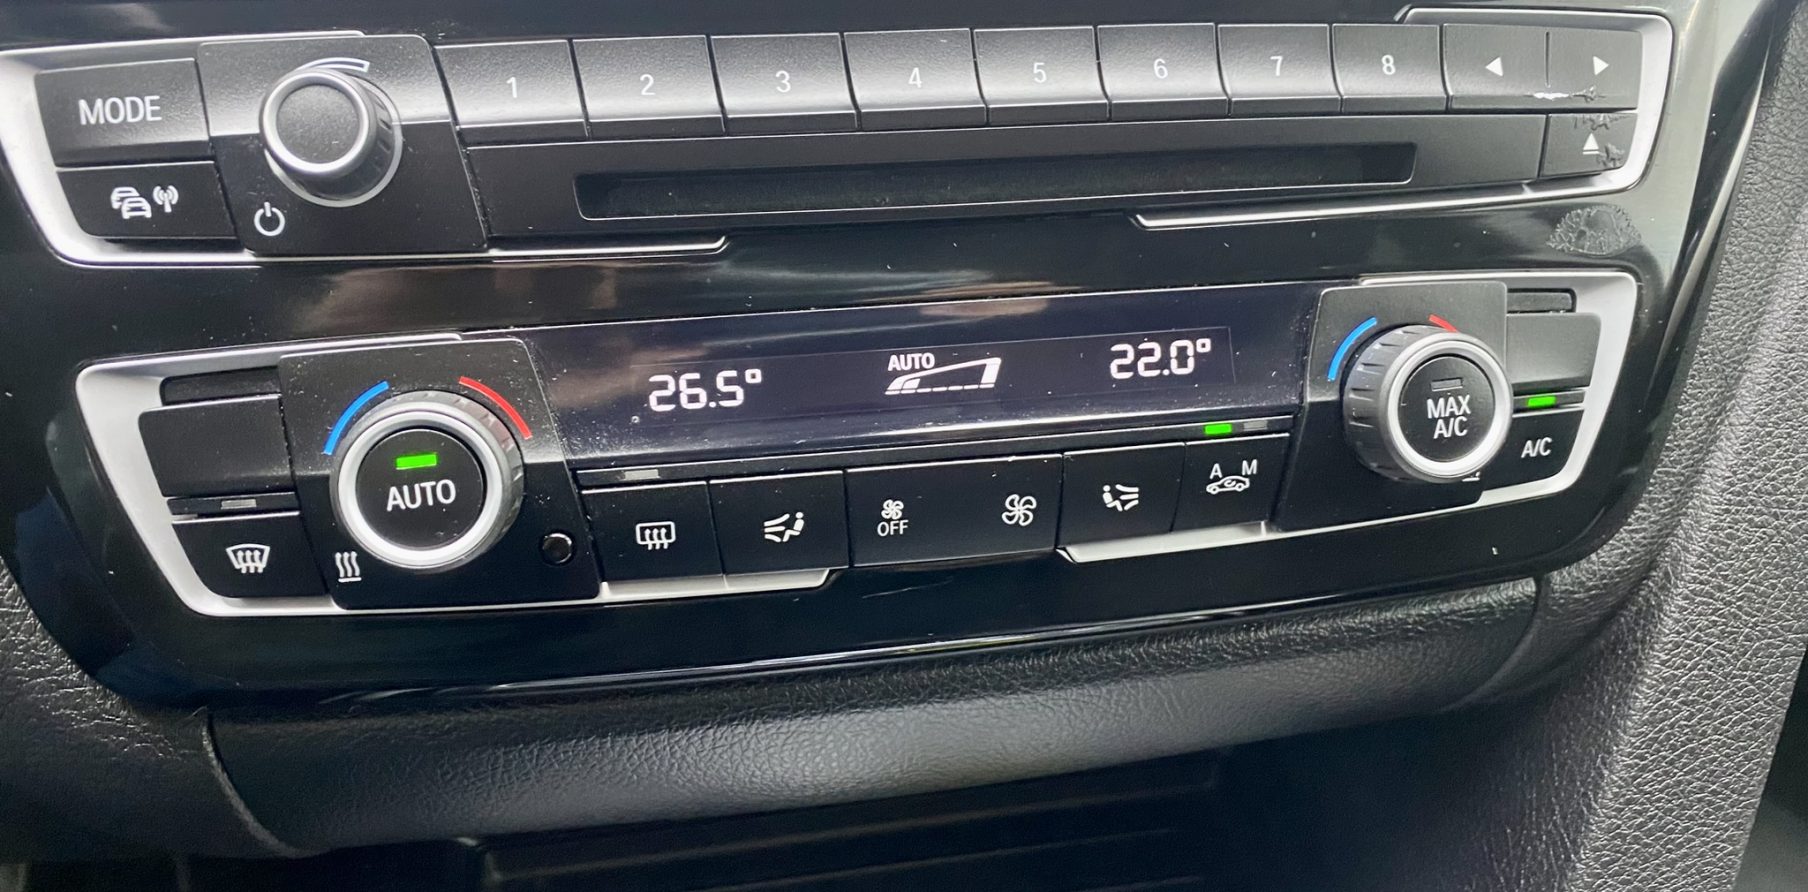 MODE
1 2 3 4 5 6 7 8
26.5° AUTO 22.0°
MAX
A/C
A/C
AUTO
OFF
A M